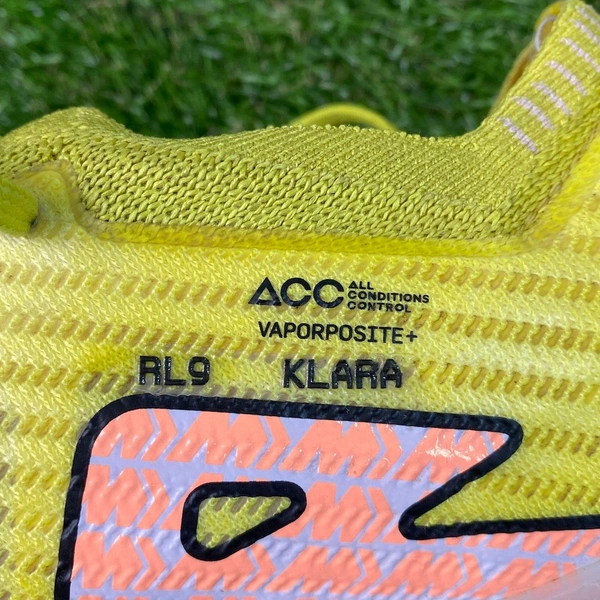 ACC ALL
CONDITIONS
CONTROL
VAPORPOSITE+
RL9 KLARA